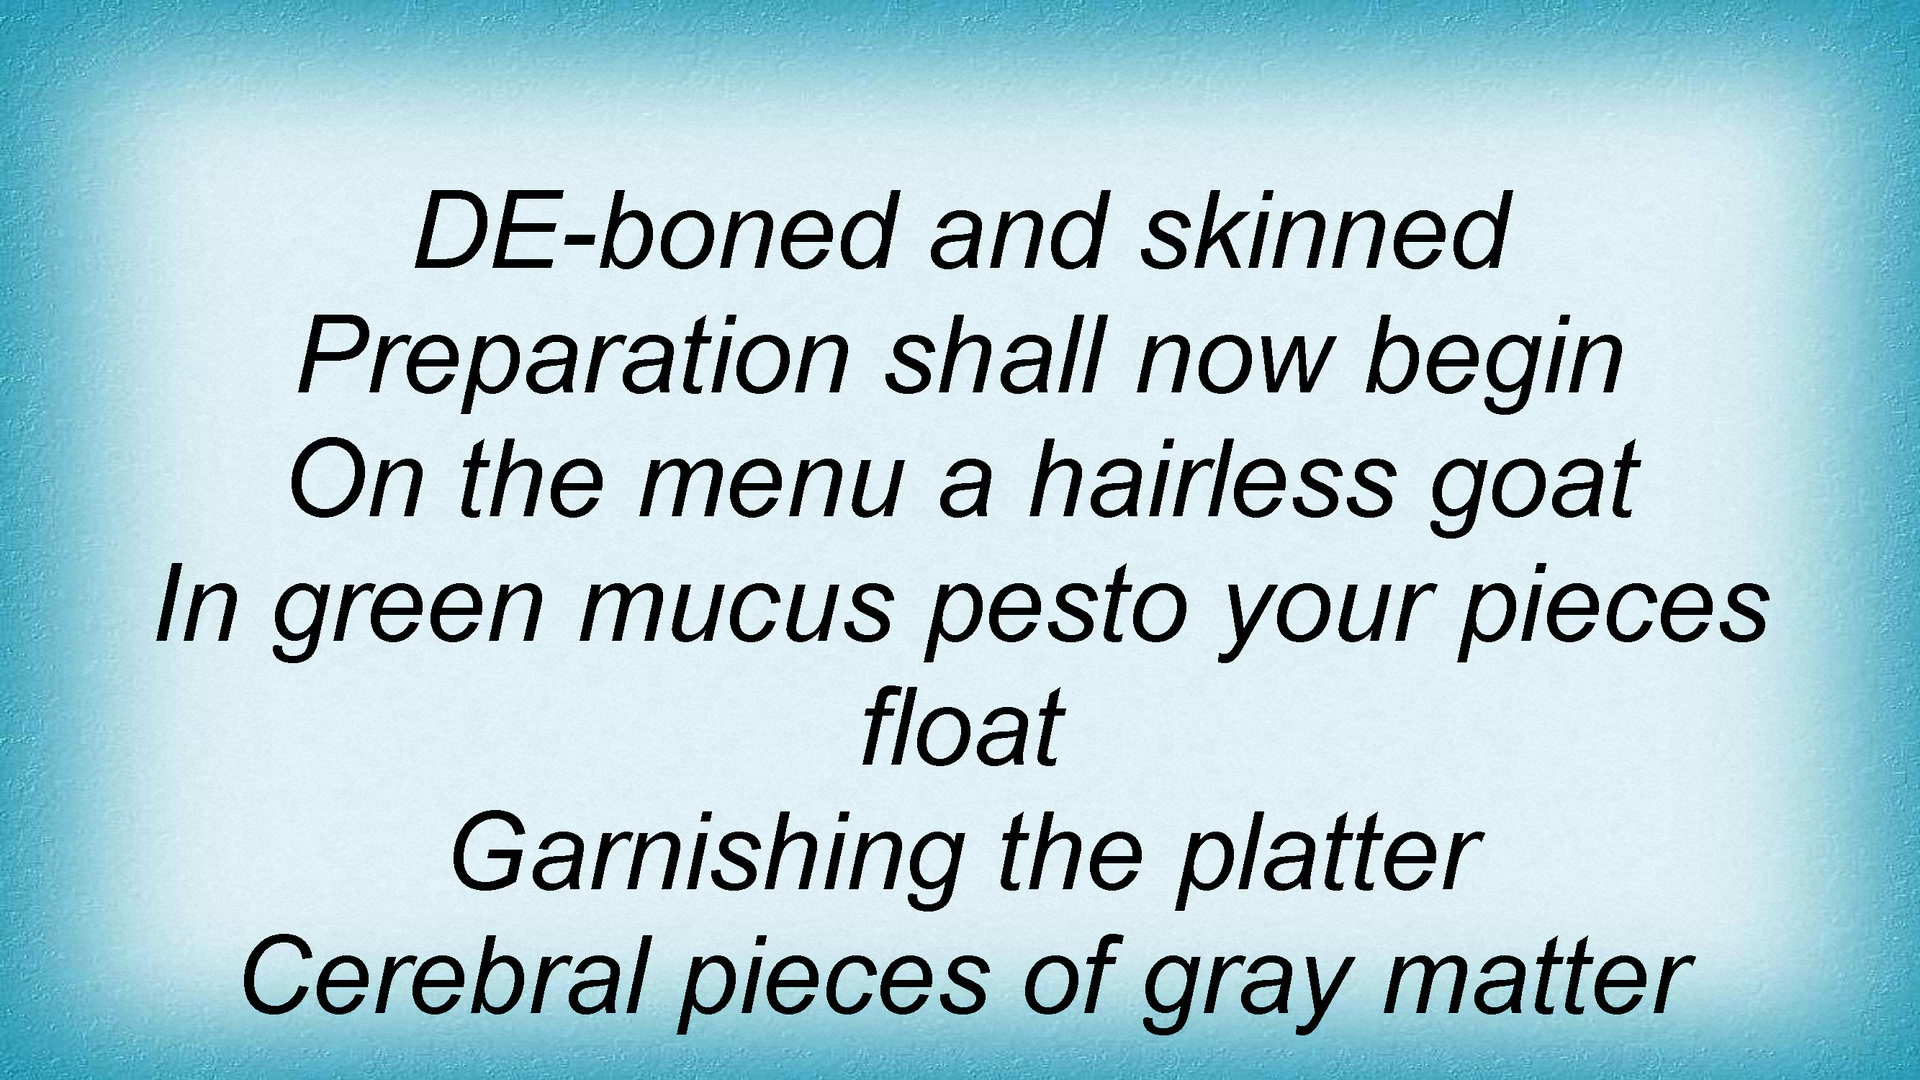 DE-boned and skinned
Preparation shall now begin
On the menu a hairless goat
In green mucus pesto your pieces
float
Garnishing the platter
Cerebral pieces of gray matter